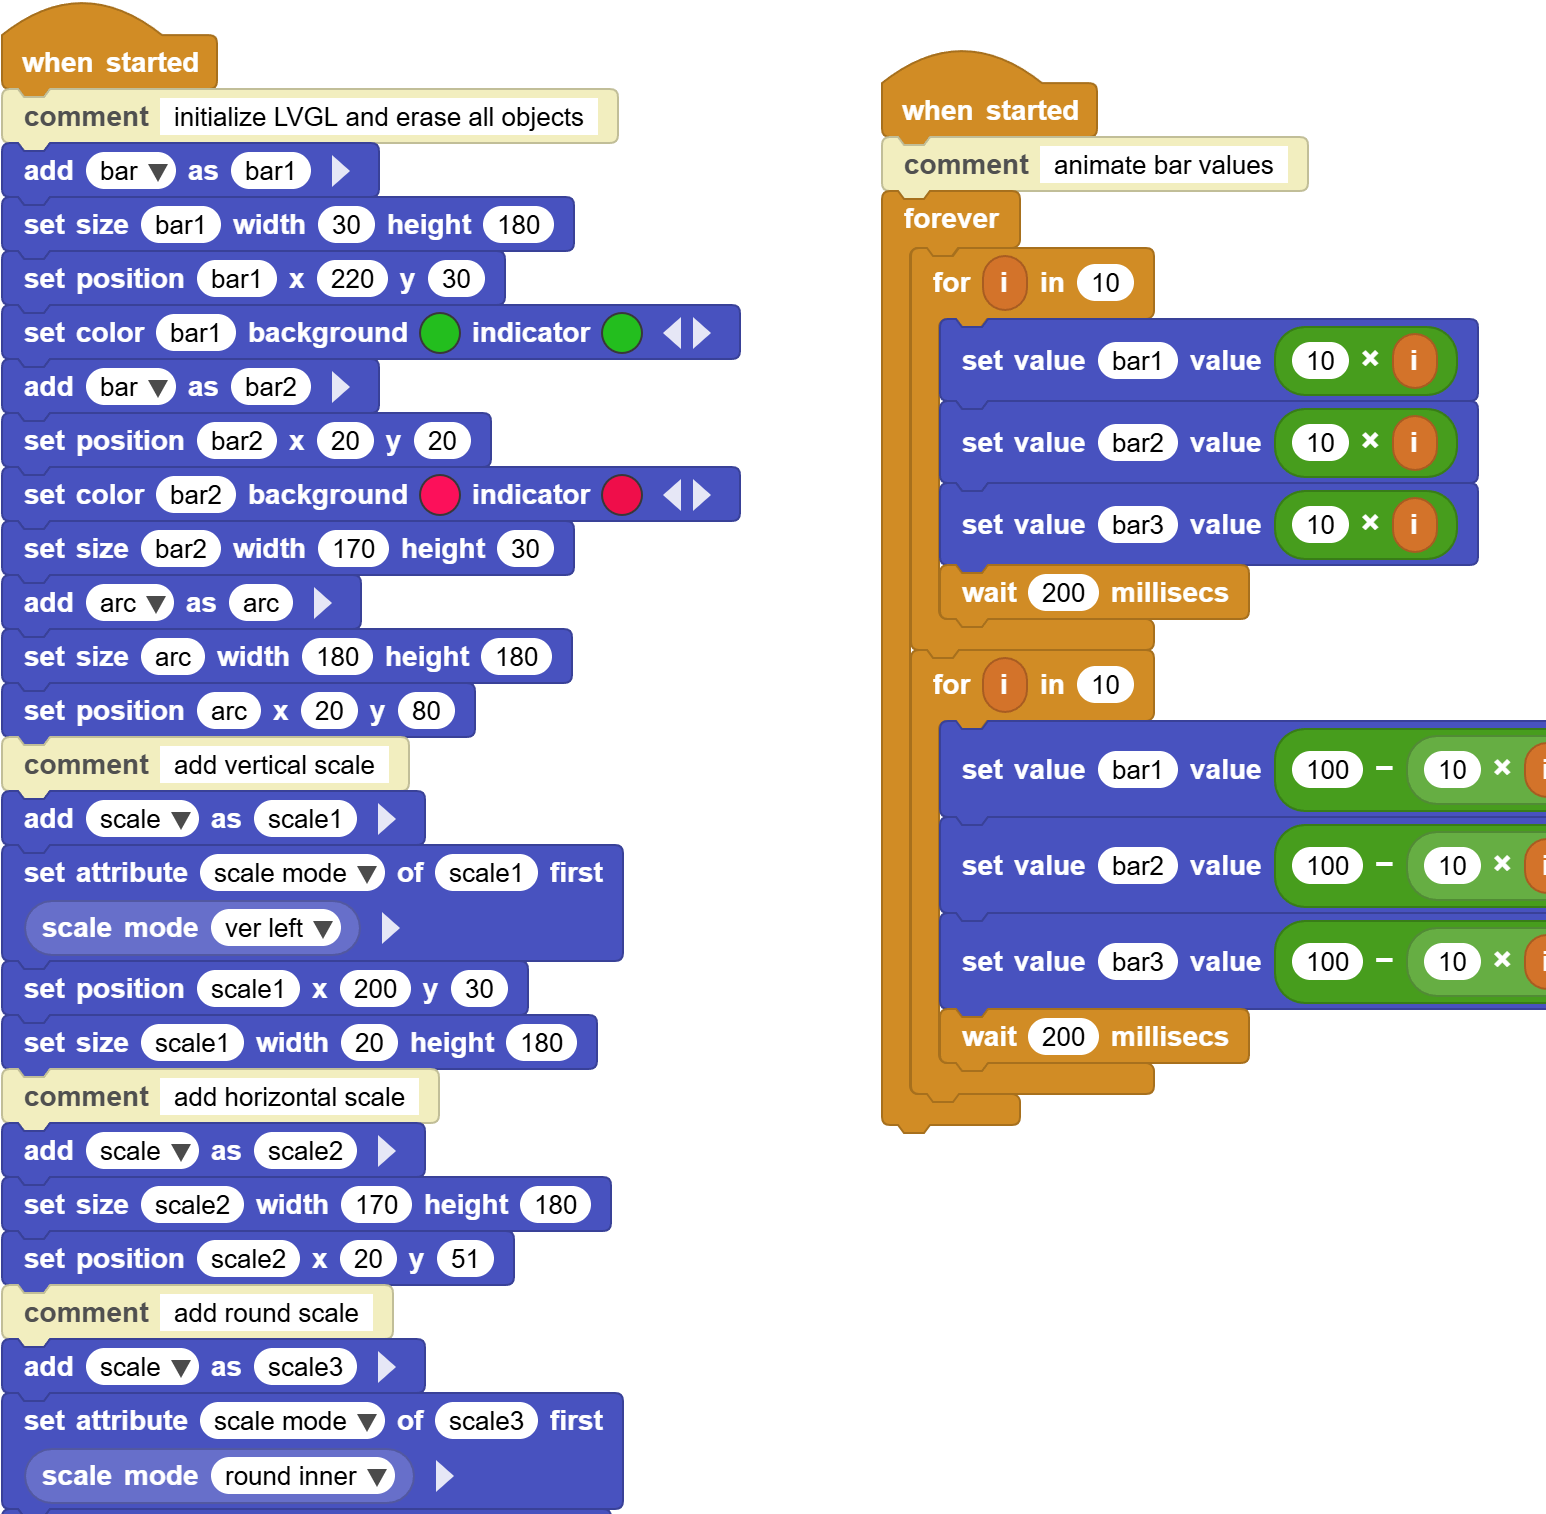 when started
comment initialize LVGL and erase all objects
add bar as bar1
set size bar1 width 30 height 180
set position bar1 x 220 y 30
set color bar1 background indicator
add bar as bar2
set position bar2 x 20 y 20
set color bar2 background indicator
set size bar2 width 170 height 30
add arc as arc
set size arc width 180 height 180
set position arc x 20 y 80
comment add vertical scale
add scale as scale1
set attribute scale mode of scale1 first
scale mode ver left
set position scale1 x 200 y 30
set size scale1 width 20 height 180
comment add horizontal scale
add scale as scale2
set size scale2 width 170 height 180
set position scale2 x 20 y 51
comment add round scale
add scale as scale3
set attribute scale mode of scale3 first
scale mode round inner
when started
comment animate bar values
forever
for i in 10
set value bar1 value 10 × i
set value bar2 value 10 × i
set value bar3 value 10 × i
wait 200 millisecs
for i in 10
set value bar1 value 100 − 10 × i
set value bar2 value 100 − 10 × i
set value bar3 value 100 − 10 × i
wait 200 millisecs